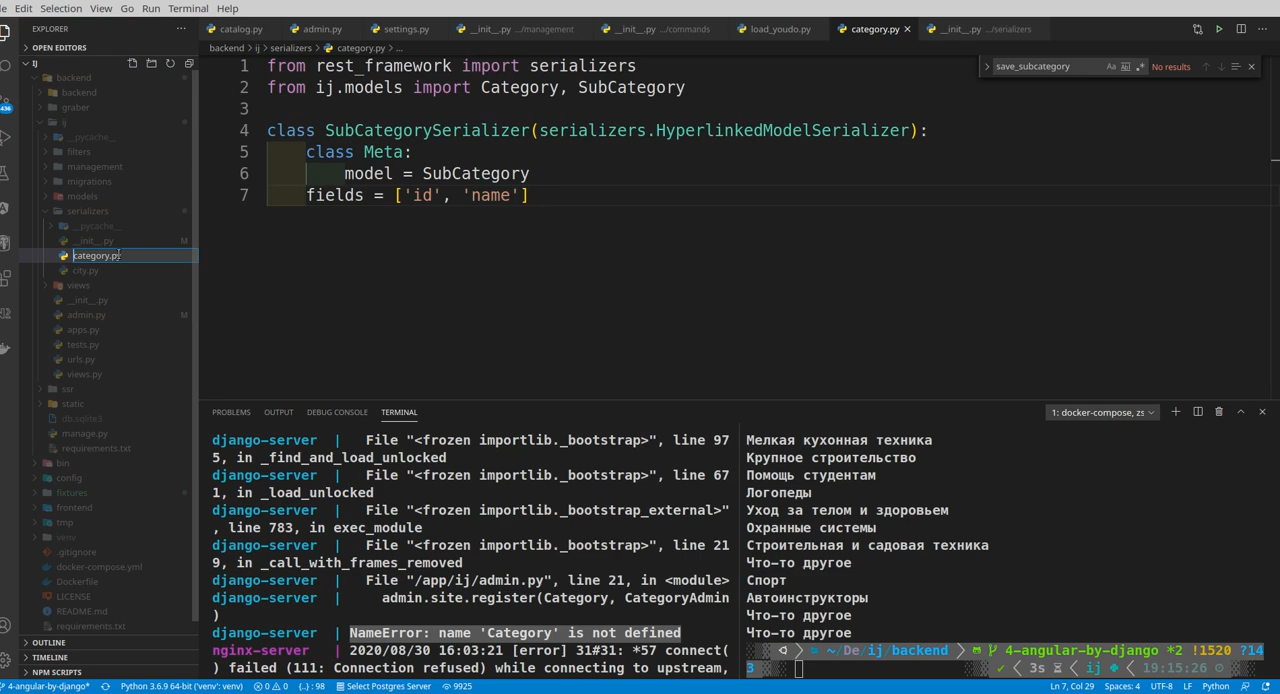 Edit Selection View Go Run Terminal Help
EXPLORER
catalog.py admin.py settings.py __init__.py .../management __init__.py .../commands load_youdo.py category.py __init__.py .../serializers
OPEN EDITORS
backend > ij > serializers > category.py > ...
IJ
save_subcategory Aa Ab| No results
backend
backend
graber
ij
__pycache__
filters
management
migrations
models
serializers
__pycache__
__init__.py M
category.py
city.py
views
__init__.py
admin.py M
apps.py
tests.py
urls.py
views.py
ssr
static
db.sqlite3
manage.py
requirements.txt
bin
config
fixtures
frontend
tmp
venv
.gitignore
docker-compose.yml
Dockerfile
LICENSE
README.md
requirements.txt
OUTLINE
TIMELINE
NPM SCRIPTS
436
1 from rest_framework import serializers
2 from ij.models import Category, SubCategory
3
4 class SubCategorySerializer(serializers.HyperlinkedModelSerializer):
5 class Meta:
6 model = SubCategory
7 fields = ['id', 'name']
PROBLEMS OUTPUT DEBUG CONSOLE TERMINAL 1: docker-compose, zs
django-server | File "<frozen importlib._bootstrap>", line 97
5, in _find_and_load_unlocked
django-server | File "<frozen importlib._bootstrap>", line 67
1, in _load_unlocked
django-server | File "<frozen importlib._bootstrap_external>"
, line 783, in exec_module
django-server | File "<frozen importlib._bootstrap>", line 21
9, in _call_with_frames_removed
django-server | File "/app/ij/admin.py", line 21, in <module>
django-server | admin.site.register(Category, CategoryAdmin
)
django-server | NameError: name 'Category' is not defined
nginx-server | 2020/08/30 16:03:21 [error] 31#31: *57 connect(
) failed (111: Connection refused) while connecting to upstream,
Мелкая кухонная техника
Крупное строительство
Помощь студентам
Логопеды
Уход за телом и здоровьем
Охранные системы
Строительная и садовая техника
Что-то другое
Спорт
Автоинструкторы
Что-то другое
Что-то другое
~/De/ij/backend 4-angular-by-django *2 !1520 ?14
3 ✔ 3s ij 19:15:26
4-angular-by-django* Python 3.6.9 64-bit ('venv': venv) 0 0 {..} : 98 Select Postgres Server 9925 Ln 7, Col 29 Spaces: 4 UTF-8 LF Python